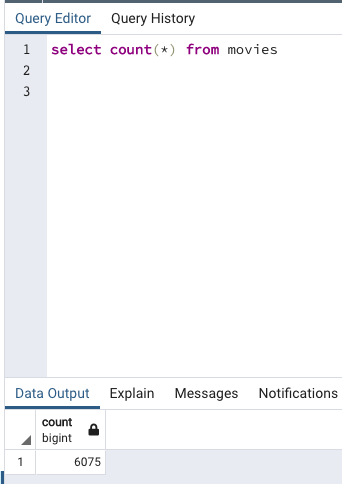 Query Editor Query History
1 select count(*) from movies
2
3
Data Output Explain Messages Notifications
count
bigint
1 6075